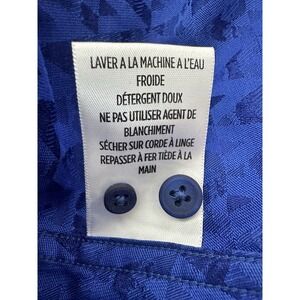 LAVER A LA MACHINE A L'EAU
FROIDE
DÉTERGENT DOUX
NE PAS UTILISER AGENT DE
BLANCHIMENT
SÉCHER SUR CORDE À LINGE
REPASSER À FER TIÈDE À LA
MAIN